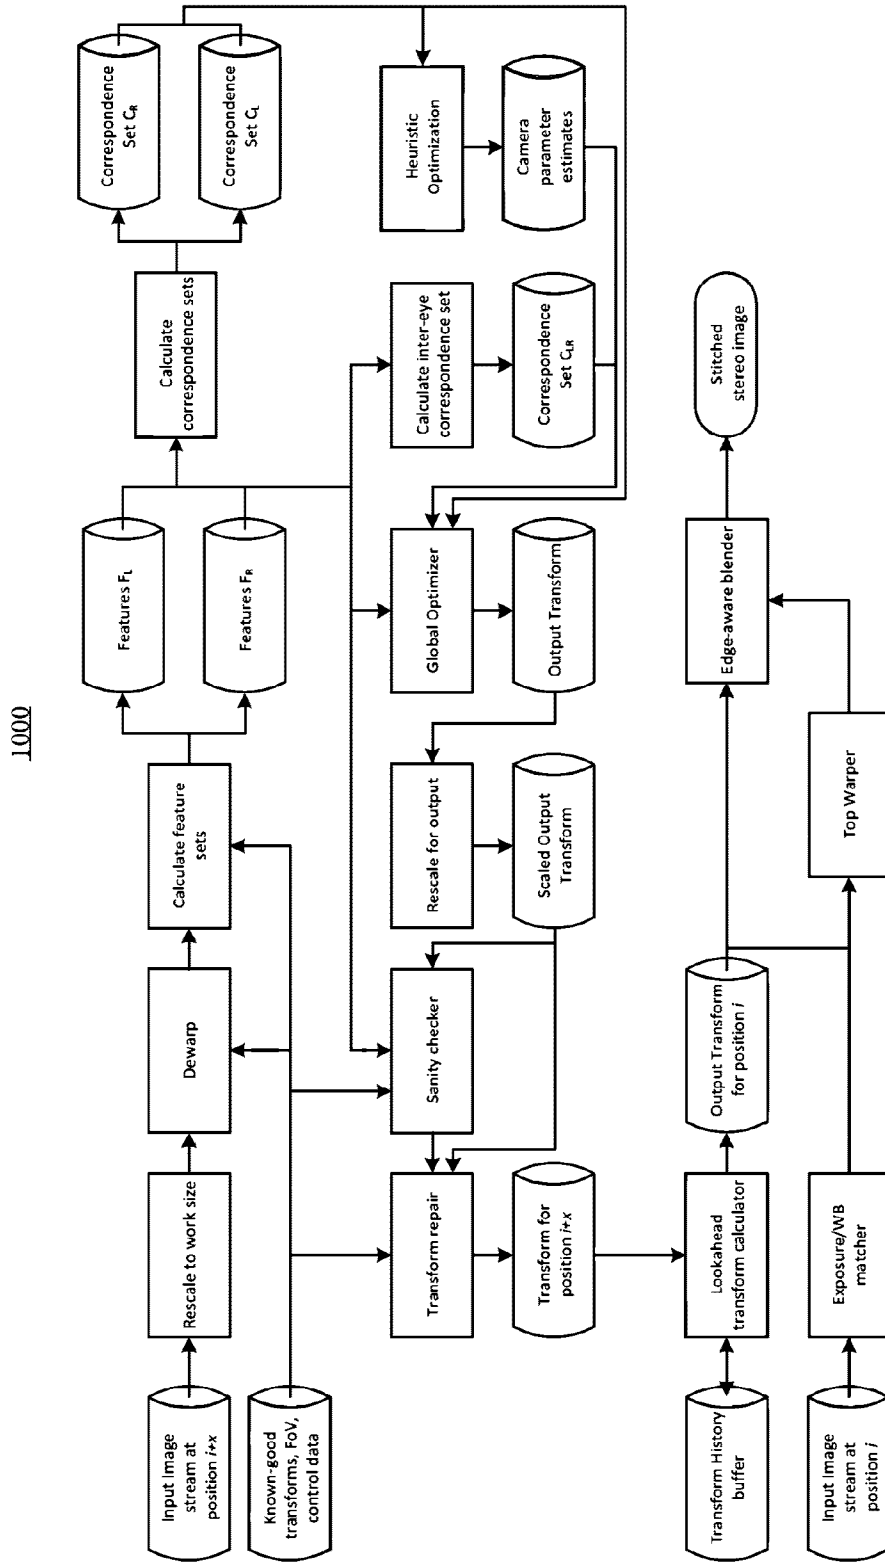 1000
Input Image
stream at
position i+x
Rescale to work size
Dewarp
Calculate feature
sets
Features FL
Features FR
Calculate
correspondence sets
Correspondence
Set CR
Correspondence
Set CL
Known-good
transforms, FoV,
control data
Transform repair
Sanity checker
Rescale for output
Global Optimizer
Calculate inter-eye
correspondence set
Heuristic
Optimization
Transform for
position i+x
Scaled Output
Transform
Output Transform
Correspondence
Set CLR
Camera
parameter
estimates
Transform History
buffer
Lookahead
transform calculator
Output Transform
for position i
Edge-aware blender
Stitched
stereo image
Input Image
stream at
position i
Exposure/WB
matcher
Top Warper